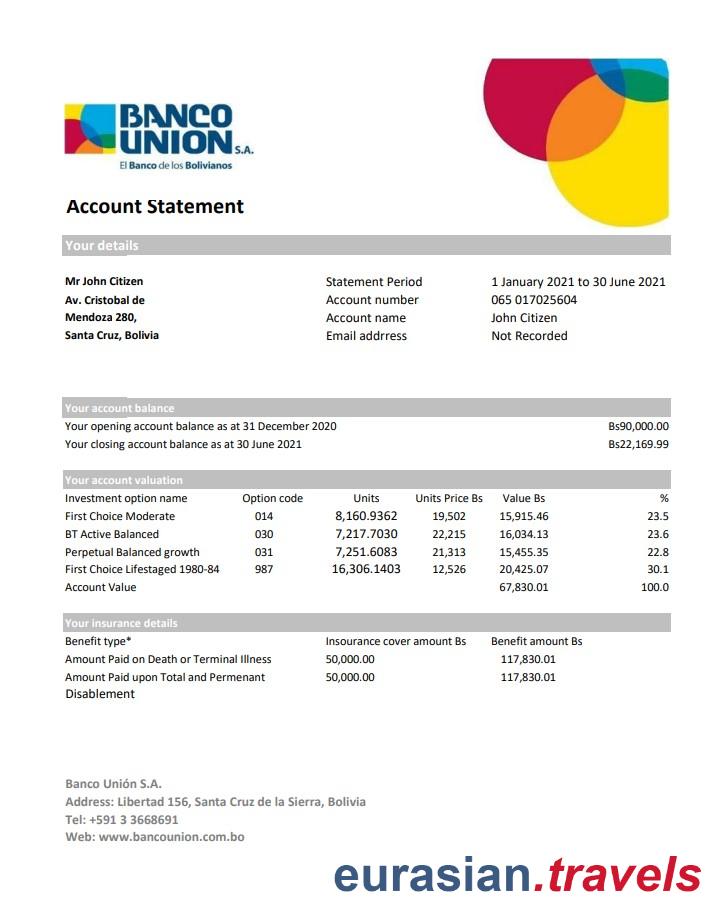 BANCO
UNION S.A.
El Banco de los Bolivianos
Account Statement
Your details
Mr John Citizen Statement Period 1 January 2021 to 30 June 2021
Av. Cristobal de Account number 065 017025604
Mendoza 280, Account name John Citizen
Santa Cruz, Bolivia Email addrress Not Recorded
Your account balance
Your opening account balance as at 31 December 2020 Bs90,000.00
Your closing account balance as at 30 June 2021 Bs22,169.99
Your account valuation
Investment option name Option code Units Units Price Bs Value Bs %
First Choice Moderate 014 8,160.9362 19,502 15,915.46 23.5
BT Active Balanced 030 7,217.7030 22,215 16,034.13 23.6
Perpetual Balanced growth 031 7,251.6083 21,313 15,455.35 22.8
First Choice Lifestaged 1980-84 987 16,306.1403 12,526 20,425.07 30.1
Account Value 67,830.01 100.0
Your insurance details
Benefit type* Insourance cover amount Bs Benefit amount Bs
Amount Paid on Death or Terminal Illness 50,000.00 117,830.01
Amount Paid upon Total and Permenant 50,000.00 117,830.01
Disablement
Banco Unión S.A.
Address: Libertad 156, Santa Cruz de la Sierra, Bolivia
Tel: +591 3 3668691
Web: www.bancounion.com.bo
eurasian.travels